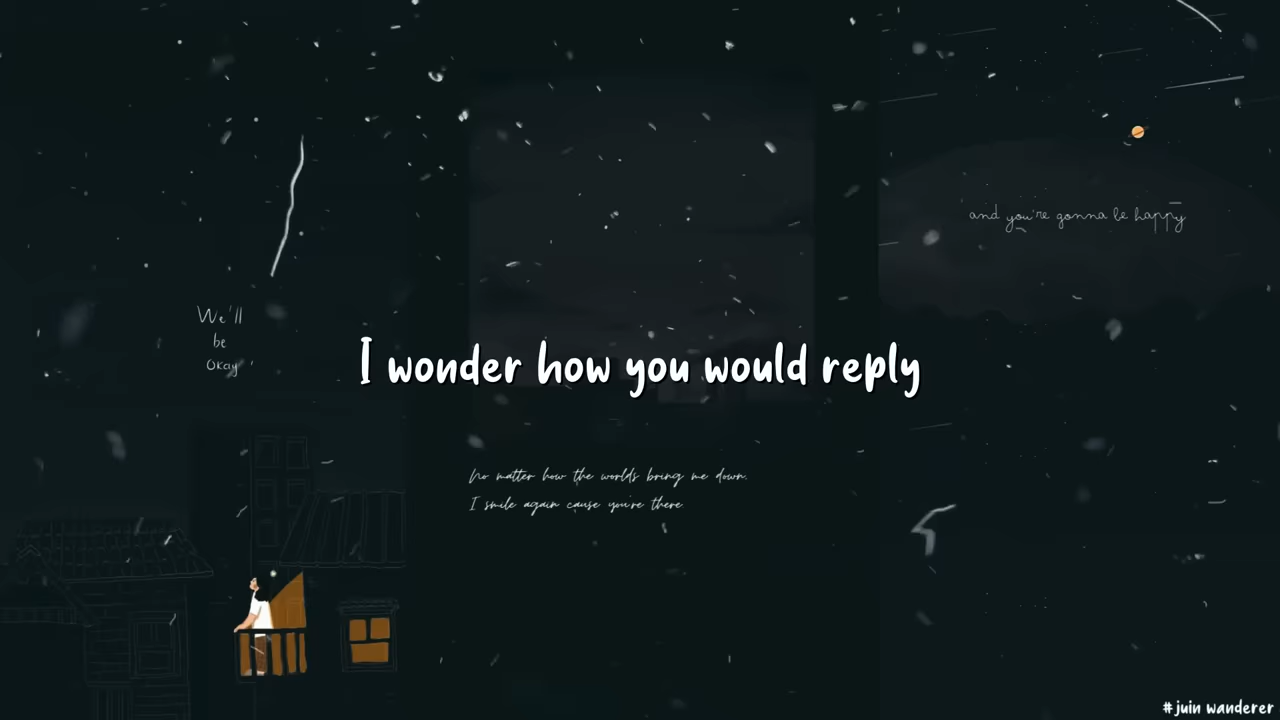 and you're gonna be happy
We'll
be
okay
I wonder how you would reply
No matter how the worlds bring me down.
I smile again cause you're there
#juin wanderer